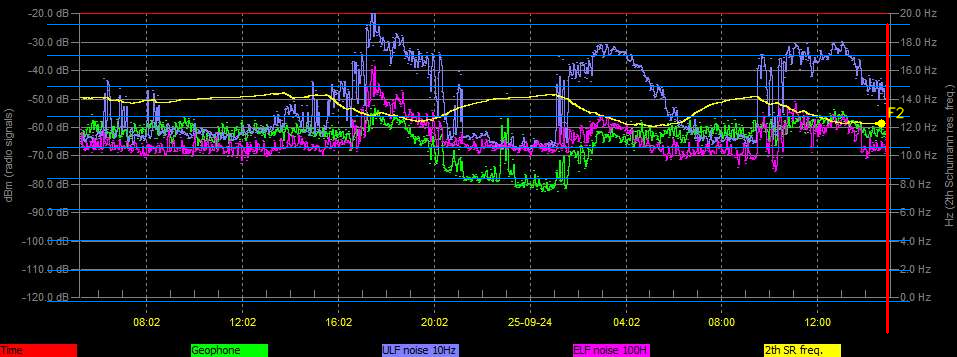 -20.0 dB 20.0 Hz
-30.0 dB 18.0 Hz
-40.0 dB 16.0 Hz
-50.0 dB 14.0 Hz
F2
-60.0 dB 12.0 Hz
-70.0 dB 10.0 Hz
-80.0 dB 8.0 Hz
-90.0 dB 6.0 Hz
-100.0 dB 4.0 Hz
-110.0 dB 2.0 Hz
-120.0 dB 0.0 Hz
dBm (radio signals)
Hz (2th Schumann res. freq.)
08:02 12:02 16:02 20:02 25-09-24 04:02 08:00 12:00
Time Geophone ULF noise 10Hz ELF noise 100H 2th SR freq.